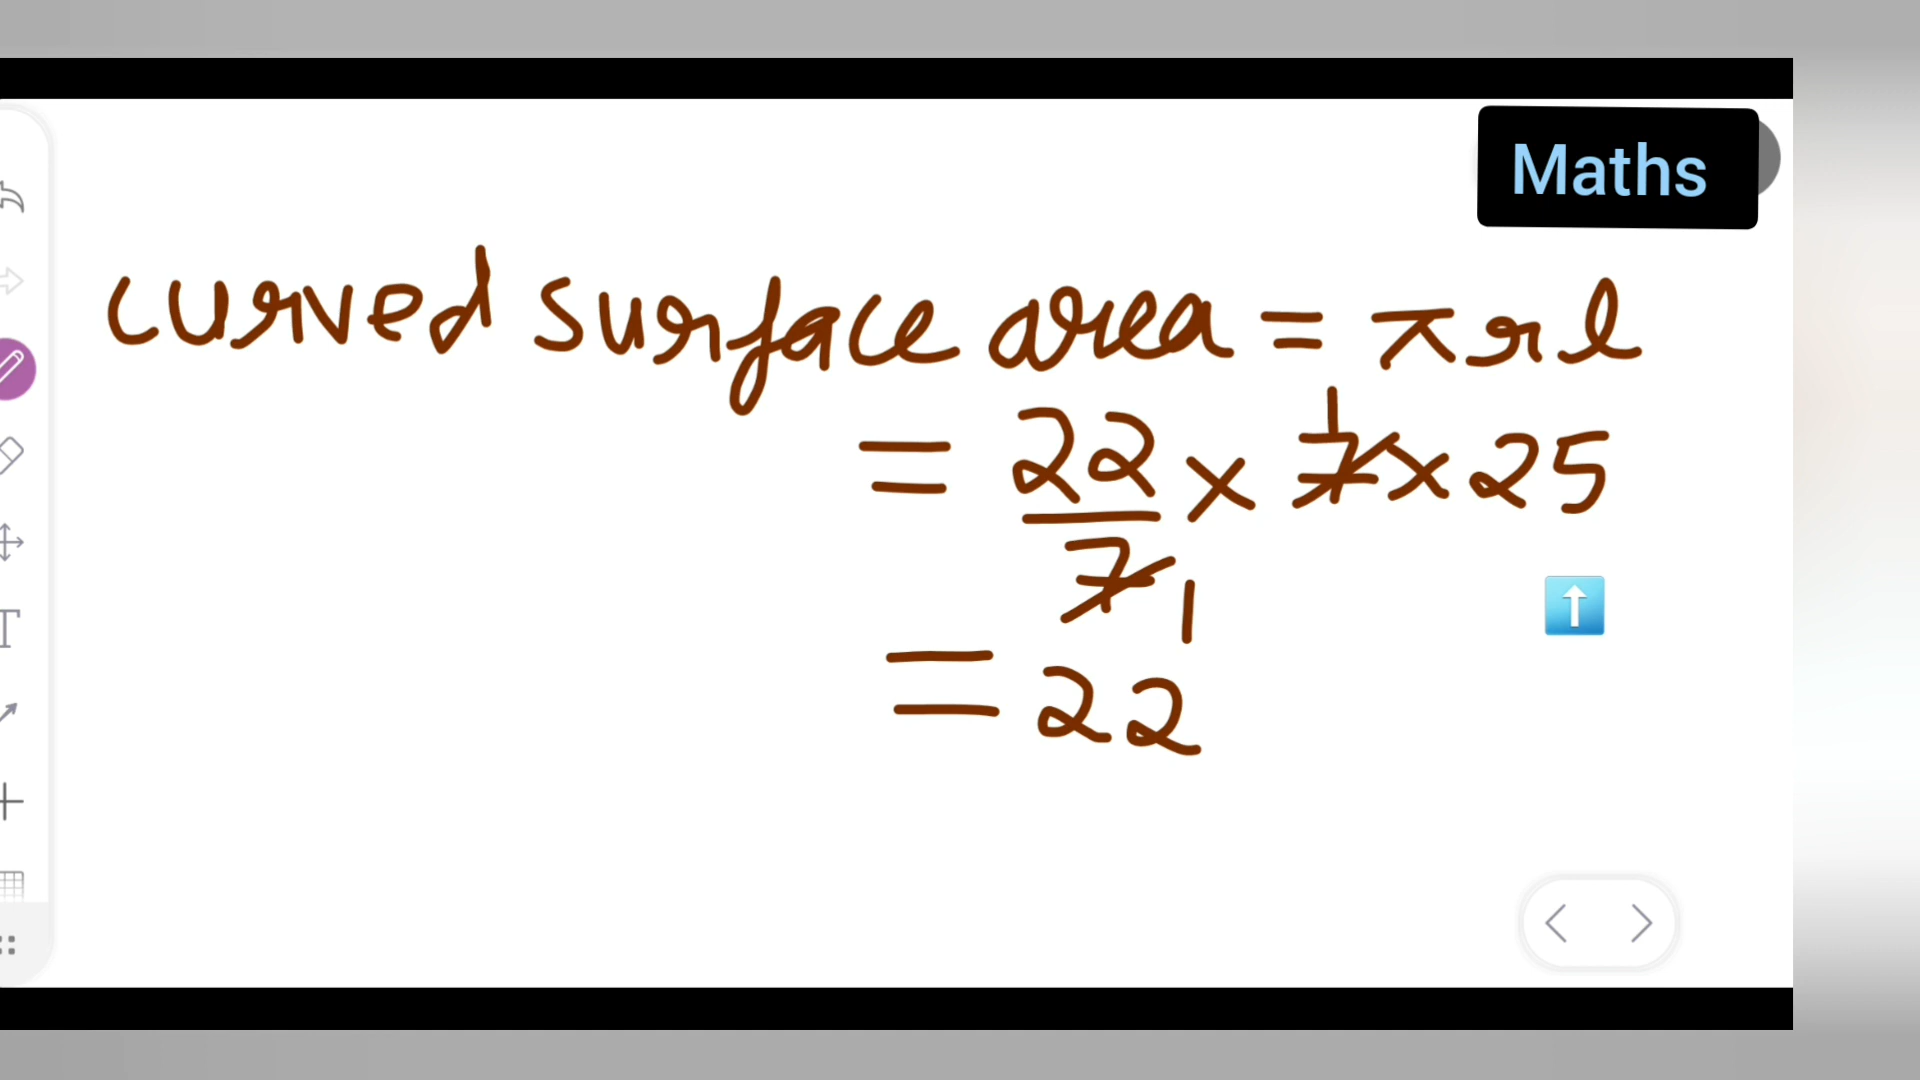 Maths
curved surface area = πrl
= 22/7 × 7 × 25
1
1
= 22